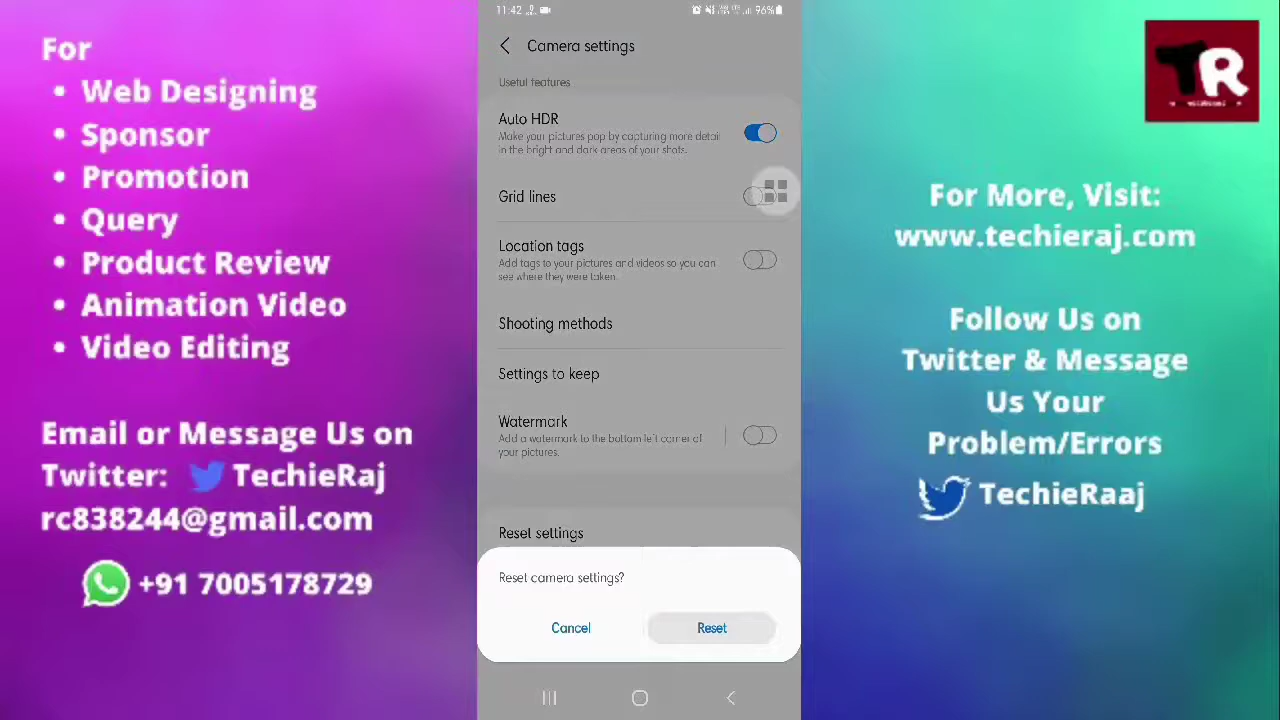 For
• Web Designing
• Sponsor
• Promotion
• Query
• Product Review
• Animation Video
• Video Editing
Email or Message Us on
Twitter: TechieRaj
rc838244@gmail.com
+91 7005178729
11:42
96%
Camera settings
Useful features
Auto HDR
Make your pictures pop by capturing more detail
in the bright and dark areas of your shots.
Grid lines
Location tags
Add tags to your pictures and videos so you can
see where they were taken.
Shooting methods
Settings to keep
Watermark
Add a watermark to the bottom left corner of
your pictures.
Reset settings
Reset camera settings?
Cancel
Reset
TR
For More, Visit:
www.techieraj.com
Follow Us on
Twitter & Message
Us Your
Problem/Errors
TechieRaaj